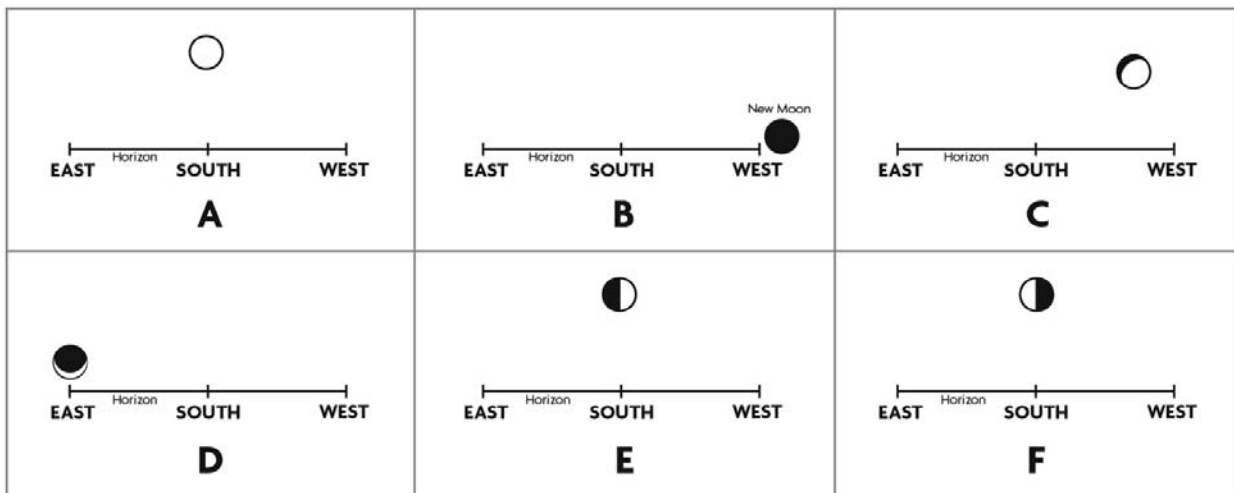 Horizon
EAST SOUTH WEST
A
New Moon
Horizon
EAST SOUTH WEST
B
Horizon
EAST SOUTH WEST
C
Horizon
EAST SOUTH WEST
D
Horizon
EAST SOUTH WEST
E
Horizon
EAST SOUTH WEST
F